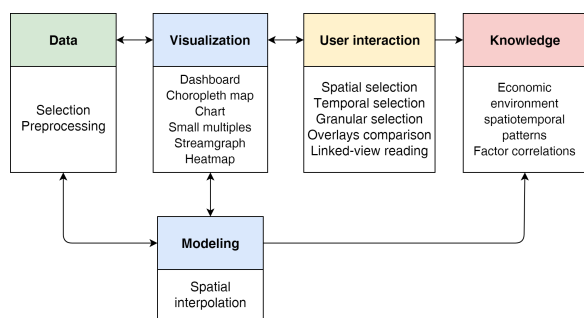 Data
Selection
Preprocessing
Visualization
Dashboard
Choropleth map
Chart
Small multiples
Streamgraph
Heatmap
User interaction
Spatial selection
Temporal selection
Granular selection
Overlays comparison
Linked-view reading
Knowledge
Economic
environment
spatiotemporal
patterns
Factor correlations
Modeling
Spatial
interpolation